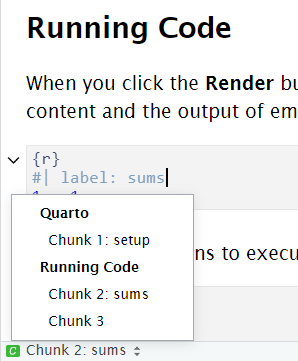 Running Code
When you click the Render bu
content and the output of em
{r}
#| label: sums
Quarto
Chunk 1: setup
ns to execu
Running Code
Chunk 2: sums
Chunk 3
C Chunk 2: sums